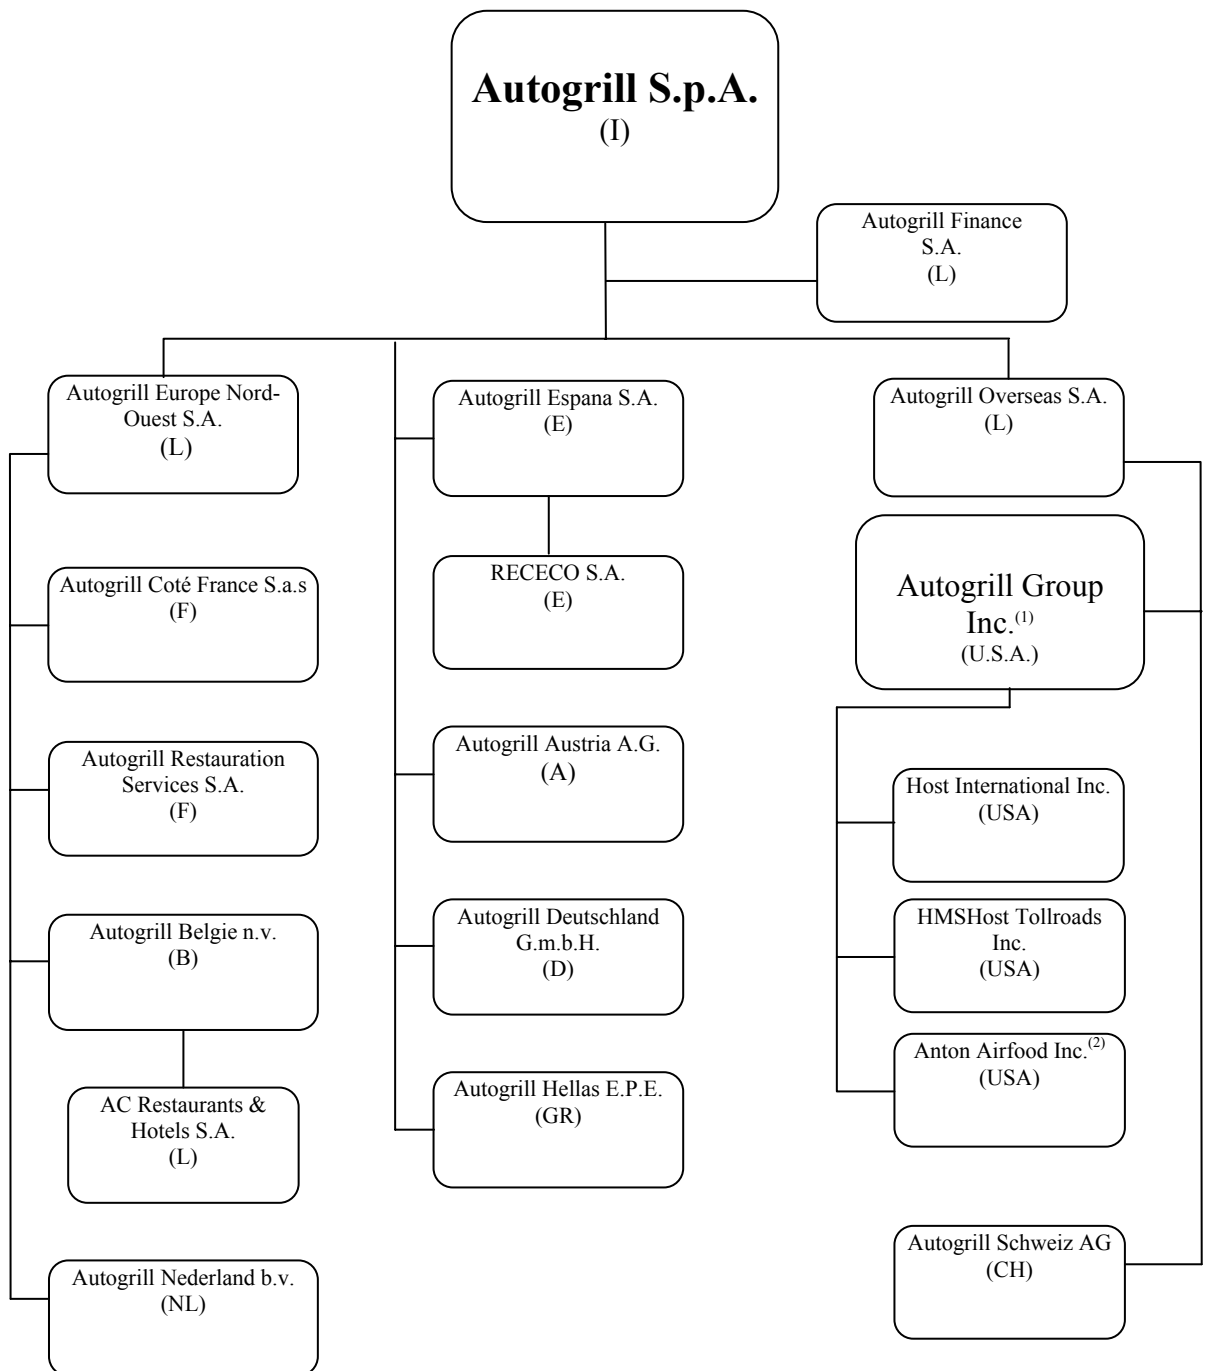 Autogrill S.p.A.
(I)
Autogrill Finance
S.A.
(L)
Autogrill Europe Nord-
Ouest S.A.
(L)
Autogrill Coté France S.a.s
(F)
Autogrill Restauration
Services S.A.
(F)
Autogrill Belgie n.v.
(B)
AC Restaurants &
Hotels S.A.
(L)
Autogrill Nederland b.v.
(NL)
Autogrill Espana S.A.
(E)
RECECO S.A.
(E)
Autogrill Austria A.G.
(A)
Autogrill Deutschland
G.m.b.H.
(D)
Autogrill Hellas E.P.E.
(GR)
Autogrill Overseas S.A.
(L)
Autogrill Group
Inc.(1)
(U.S.A.)
Host International Inc.
(USA)
HMSHost Tollroads
Inc.
(USA)
Anton Airfood Inc.(2)
(USA)
Autogrill Schweiz AG
(CH)